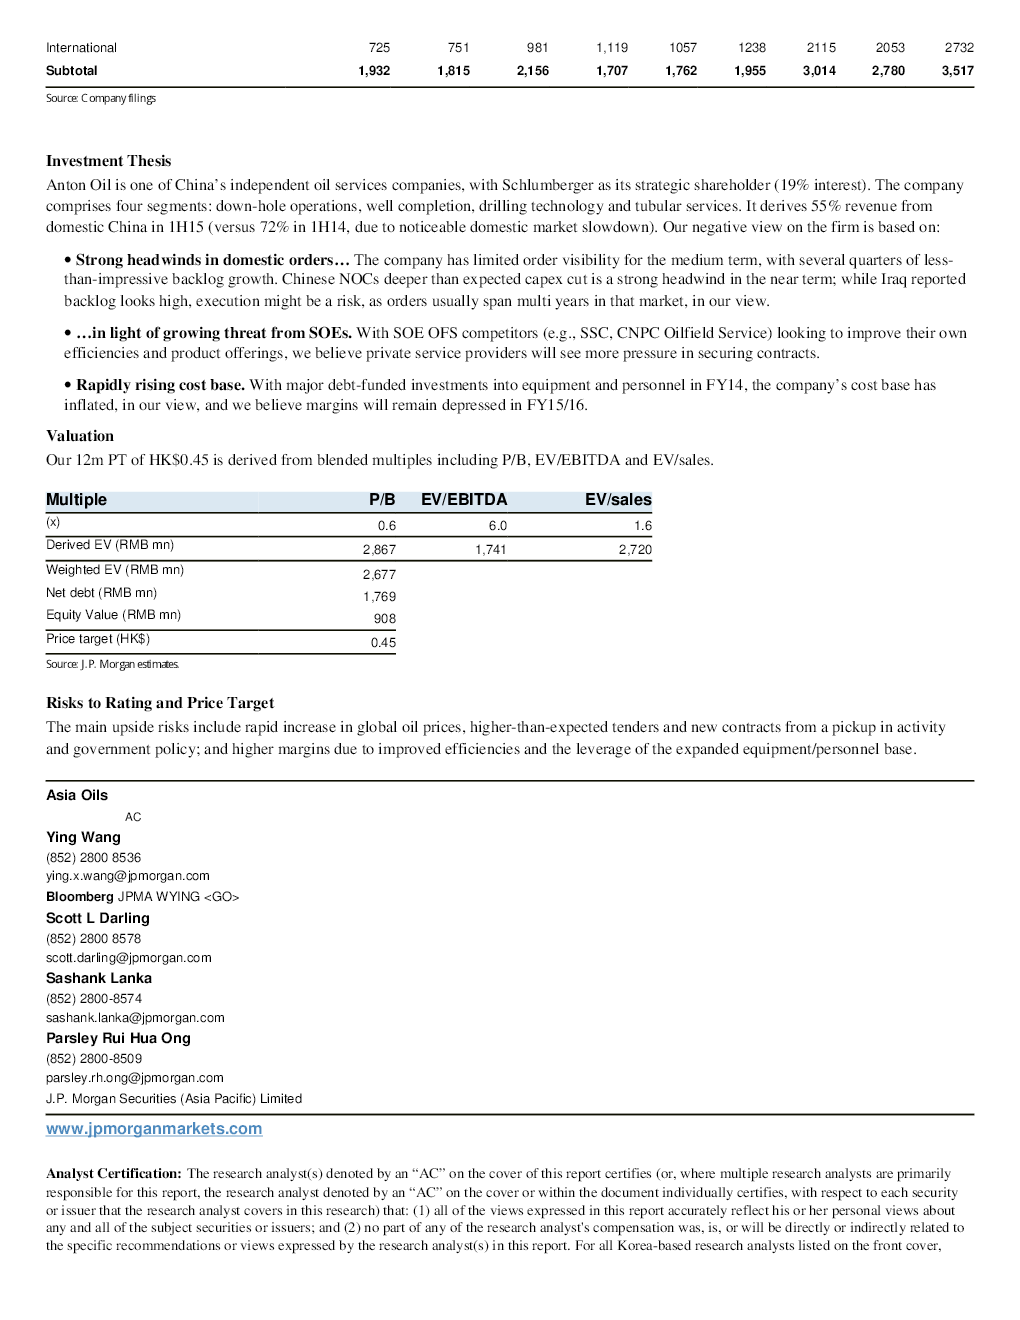 International 725 751 981 1,119 1057 1238 2115 2053 2732
Subtotal 1,932 1,815 2,156 1,707 1,762 1,955 3,014 2,780 3,517
Source: Company filings
Investment Thesis
Anton Oil is one of China’s independent oil services companies, with Schlumberger as its strategic shareholder (19% interest). The company
comprises four segments: down-hole operations, well completion, drilling technology and tubular services. It derives 55% revenue from
domestic China in 1H15 (versus 72% in 1H14, due to noticeable domestic market slowdown). Our negative view on the firm is based on:
• Strong headwinds in domestic orders… The company has limited order visibility for the medium term, with several quarters of less-
than-impressive backlog growth. Chinese NOCs deeper than expected capex cut is a strong headwind in the near term; while Iraq reported
backlog looks high, execution might be a risk, as orders usually span multi years in that market, in our view.
• …in light of growing threat from SOEs. With SOE OFS competitors (e.g., SSC, CNPC Oilfield Service) looking to improve their own
efficiencies and product offerings, we believe private service providers will see more pressure in securing contracts.
• Rapidly rising cost base. With major debt-funded investments into equipment and personnel in FY14, the company’s cost base has
inflated, in our view, and we believe margins will remain depressed in FY15/16.
Valuation
Our 12m PT of HK$0.45 is derived from blended multiples including P/B, EV/EBITDA and EV/sales.
Multiple P/B EV/EBITDA EV/sales
(x) 0.6 6.0 1.6
Derived EV (RMB mn) 2,867 1,741 2,720
Weighted EV (RMB mn) 2,677
Net debt (RMB mn) 1,769
Equity Value (RMB mn) 908
Price target (HK$) 0.45
Source: J.P. Morgan estimates.
Risks to Rating and Price Target
The main upside risks include rapid increase in global oil prices, higher-than-expected tenders and new contracts from a pickup in activity
and government policy; and higher margins due to improved efficiencies and the leverage of the expanded equipment/personnel base.
Asia Oils
AC
Ying Wang
(852) 2800 8536
ying.x.wang@jpmorgan.com
Bloomberg JPMA WYING <GO>
Scott L Darling
(852) 2800 8578
scott.darling@jpmorgan.com
Sashank Lanka
(852) 2800-8574
sashank.lanka@jpmorgan.com
Parsley Rui Hua Ong
(852) 2800-8509
parsley.rh.ong@jpmorgan.com
J.P. Morgan Securities (Asia Pacific) Limited
www.jpmorganmarkets.com
Analyst Certification: The research analyst(s) denoted by an “AC” on the cover of this report certifies (or, where multiple research analysts are primarily
responsible for this report, the research analyst denoted by an “AC” on the cover or within the document individually certifies, with respect to each security
or issuer that the research analyst covers in this research) that: (1) all of the views expressed in this report accurately reflect his or her personal views about
any and all of the subject securities or issuers; and (2) no part of any of the research analyst's compensation was, is, or will be directly or indirectly related to
the specific recommendations or views expressed by the research analyst(s) in this report. For all Korea-based research analysts listed on the front cover,